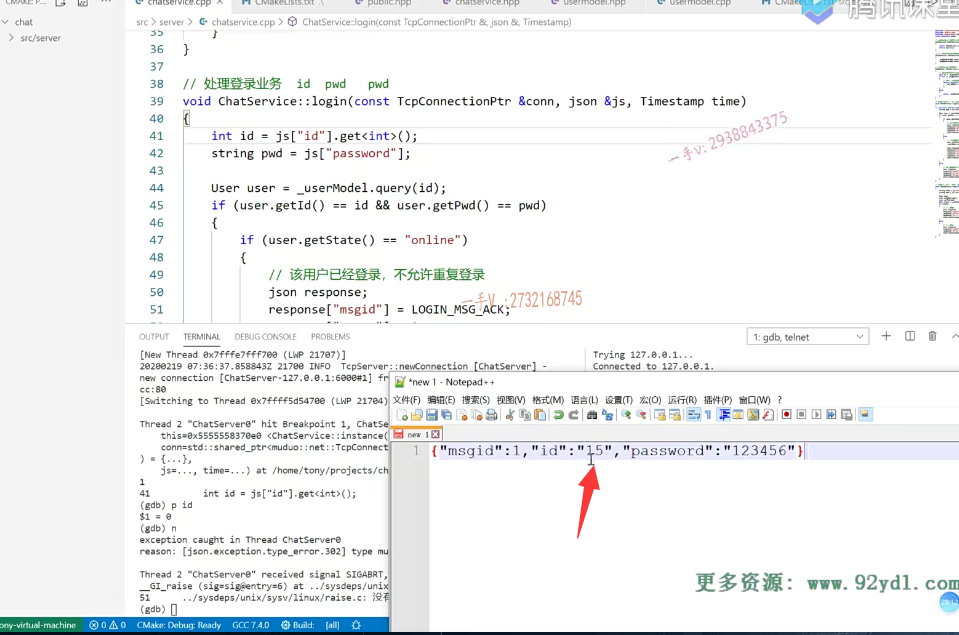 chat
src/server
chatservice.cpp
CMakeLists.txt
public.hpp
chatservice.hpp
usermodel.hpp
usermodel.cpp
腾讯课堂
src > server > chatservice.cpp > ChatService::login(const TcpConnectionPtr &, json &, Timestamp)
35 }
36 }
37
38 // 处理登录业务 id pwd pwd
39 void ChatService::login(const TcpConnectionPtr &conn, json &js, Timestamp time)
40 {
41 int id = js["id"].get<int>();
42 string pwd = js["password"];
43
44 User user = _userModel.query(id);
45 if (user.getId() == id && user.getPwd() == pwd)
46 {
47 if (user.getState() == "online")
48 {
49 // 该用户已经登录，不允许重复登录
50 json response;
51 response["msgid"] = LOGIN_MSG_ACK;
一手v: 2938843375
一手V :2732168745
OUTPUT TERMINAL DEBUG CONSOLE PROBLEMS
1: gdb, telnet
[New Thread 0x7fffe7fff700 (LWP 21707)]
20200219 07:36:37.858843Z 21700 INFO TcpServer::newConnection [ChatServer] -
new connection [ChatServer-127.0.0.1:6000#1] fr
cc:80
[Switching to Thread 0x7ffff5d54700 (LWP 21704)
Thread 2 "ChatServer0" hit Breakpoint 1, ChatSe
this=0x5555558370e0 <ChatService::instance(
conn=std::shared_ptr<muduo::net::TcpConnect
) = {...},
js=..., time=...) at /home/tony/projects/ch
1
41 int id = js["id"].get<int>();
(gdb) p id
$1 = 0
(gdb) n
exception caught in Thread ChatServer0
reason: [json.exception.type_error.302] type mu
Thread 2 "ChatServer0" received signal SIGABRT,
__GI_raise (sig=sig@entry=6) at ../sysdeps/unix
51 ../sysdeps/unix/sysv/linux/raise.c: 没有
(gdb)
Trying 127.0.0.1...
Connected to 127.0.0.1.
*new 1 - Notepad++
文件(F) 编辑(E) 搜索(S) 视图(V) 格式(M) 语言(L) 设置(T) 宏(O) 运行(R) 插件(P) 窗口(W) ?
new 1
1 {"msgid":1,"id":"15","password":"123456"}
更多资源: www.92ydl.com
ony-virtual-machine 0 0 CMake: Debug: Ready GCC 7.4.0 Build: [all]